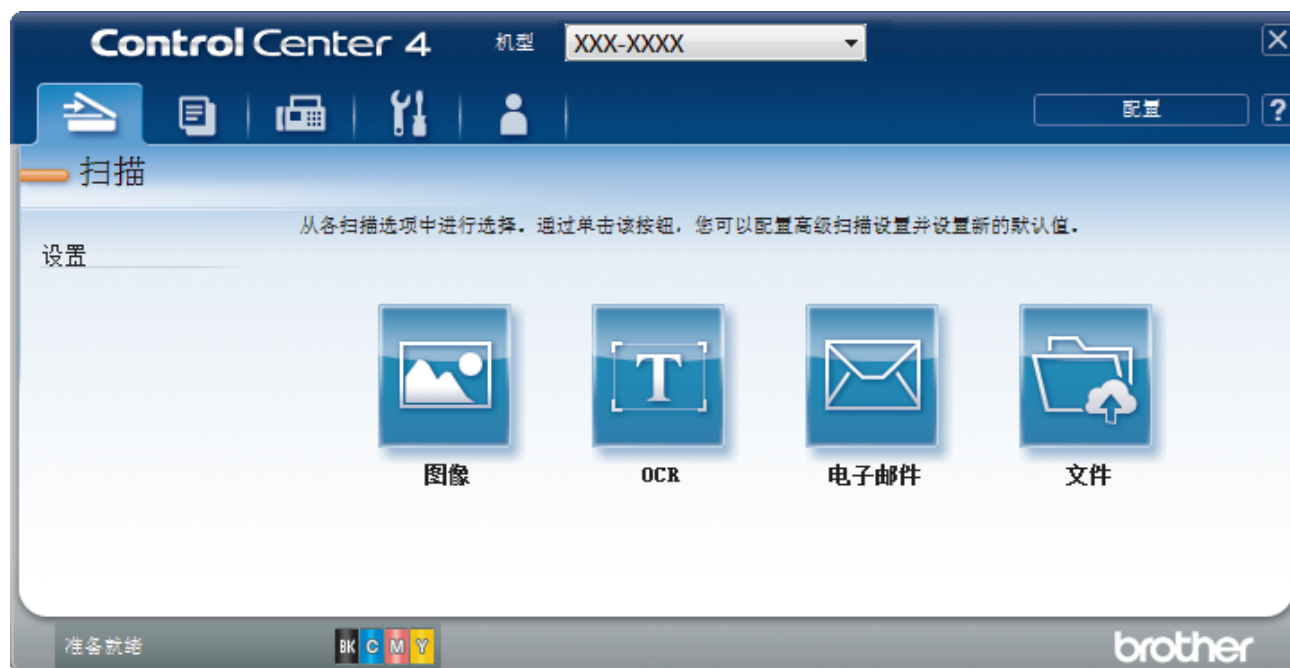 Control Center 4 机型 XXX-XXXX
配置 ?
扫描
从各扫描选项中进行选择. 通过单击该按钮, 您可以配置高级扫描设置并设置新的默认值.
设置
T
图像 OCR 电子邮件 文件
准备就绪 BK C M Y brother